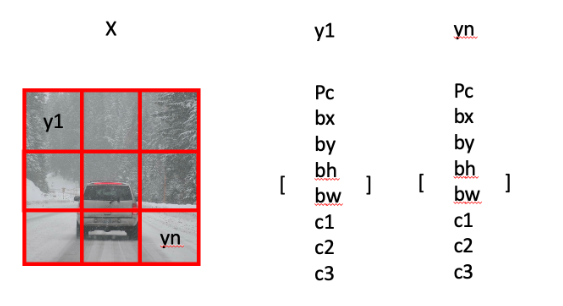 X y1 yn
y1
yn
Pc
bx
by
bh
[ bw ]
c1
c2
c3
Pc
bx
by
bh
[ bw ]
c1
c2
c3